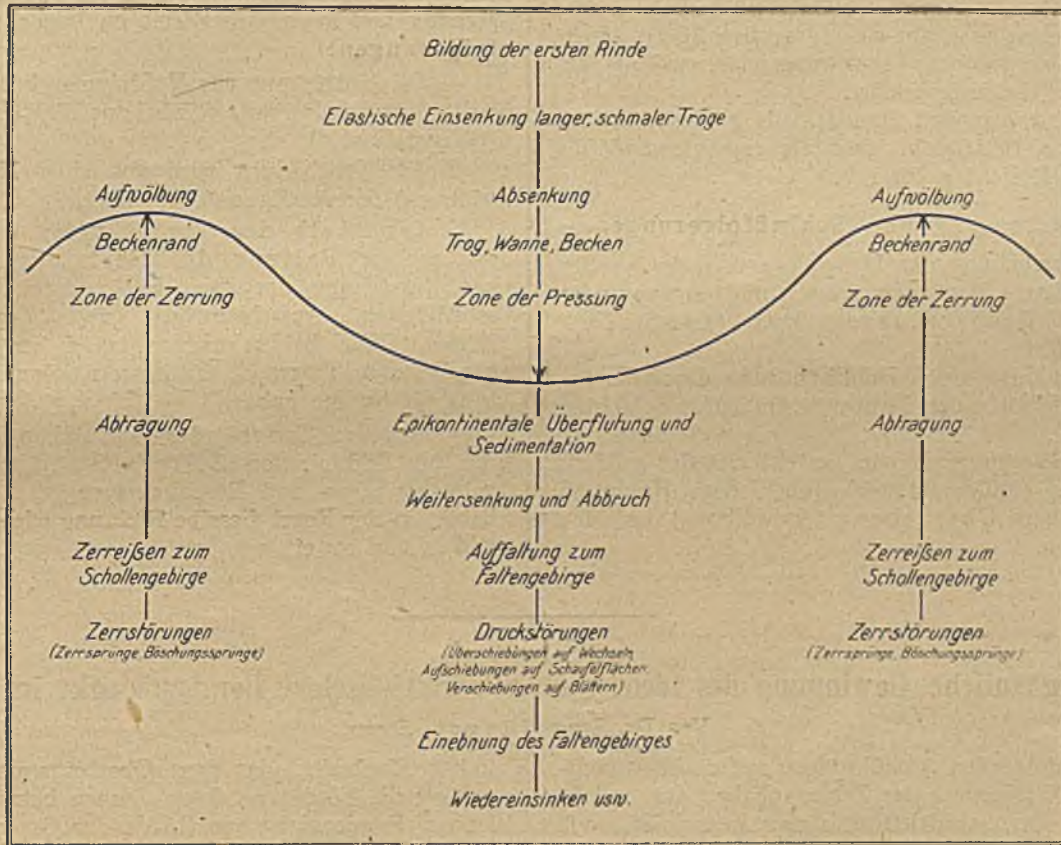 Bildung der ersten Rinde
Elastische Einsenkung langer, schmaler Tröge
Aufwölbung
Absenkung
Aufwölbung
Beckenrand
Trog, Wanne, Becken
Beckenrand
Zone der Zerrung
Zone der Pressung
Zone der Zerrung
Abtragung
Epikontinentale Überflutung und
Sedimentation
Abtragung
Weitersenkung und Abbruch
Zerreißen zum
Schollengebirge
Auffaltung zum
Faltengebirge
Zerreißen zum
Schollengebirge
Zerrstörungen
(Zerrsprünge, Böschungssprünge)
Druckstörungen
(Überschiebungen auf Wechseln,
Aufschiebungen auf Schaufelflächen,
Verschiebungen auf Blättern)
Zerrstörungen
(Zerrsprünge, Böschungssprünge)
Einebnung des Faltengebirges
Wiedereinsinken usw.